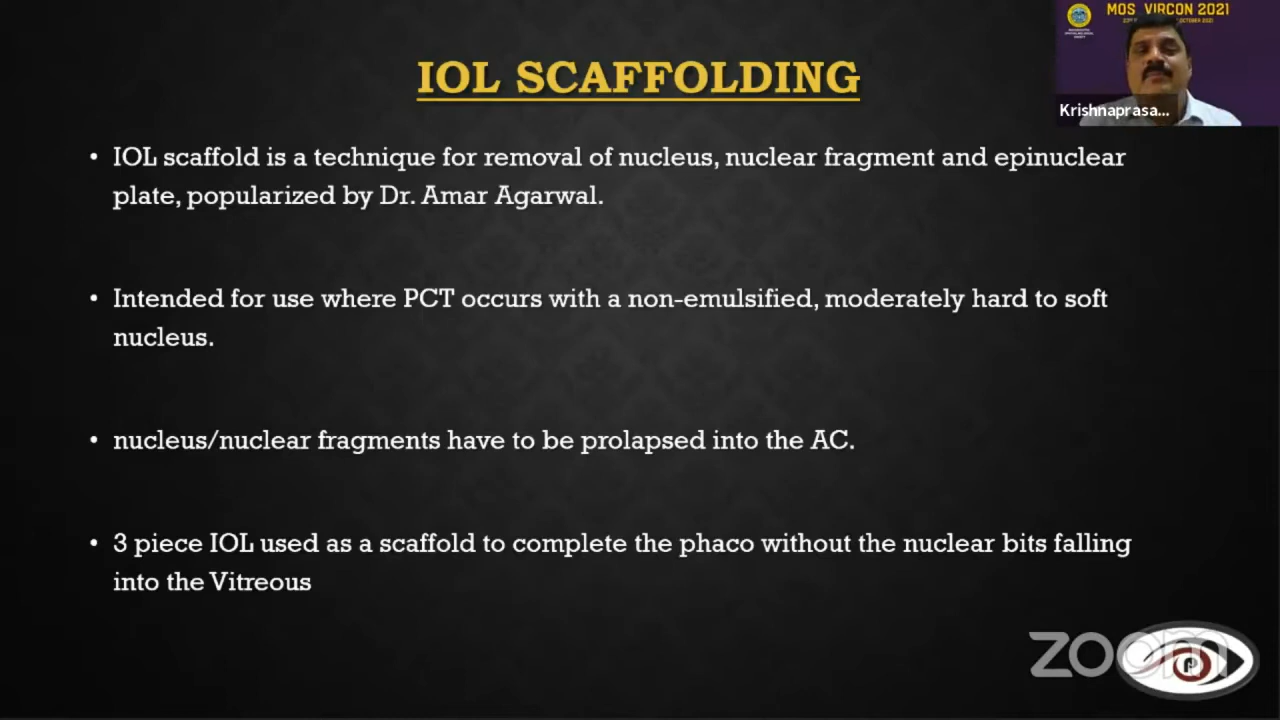 MOS VIRCON 2021
Krishnaprasa...
IOL SCAFFOLDING
• IOL scaffold is a technique for removal of nucleus, nuclear fragment and epinuclear
plate, popularized by Dr. Amar Agarwal.
• Intended for use where PCT occurs with a non-emulsified, moderately hard to soft
nucleus.
• nucleus/nuclear fragments have to be prolapsed into the AC.
• 3 piece IOL used as a scaffold to complete the phaco without the nuclear bits falling
into the Vitreous
zoom